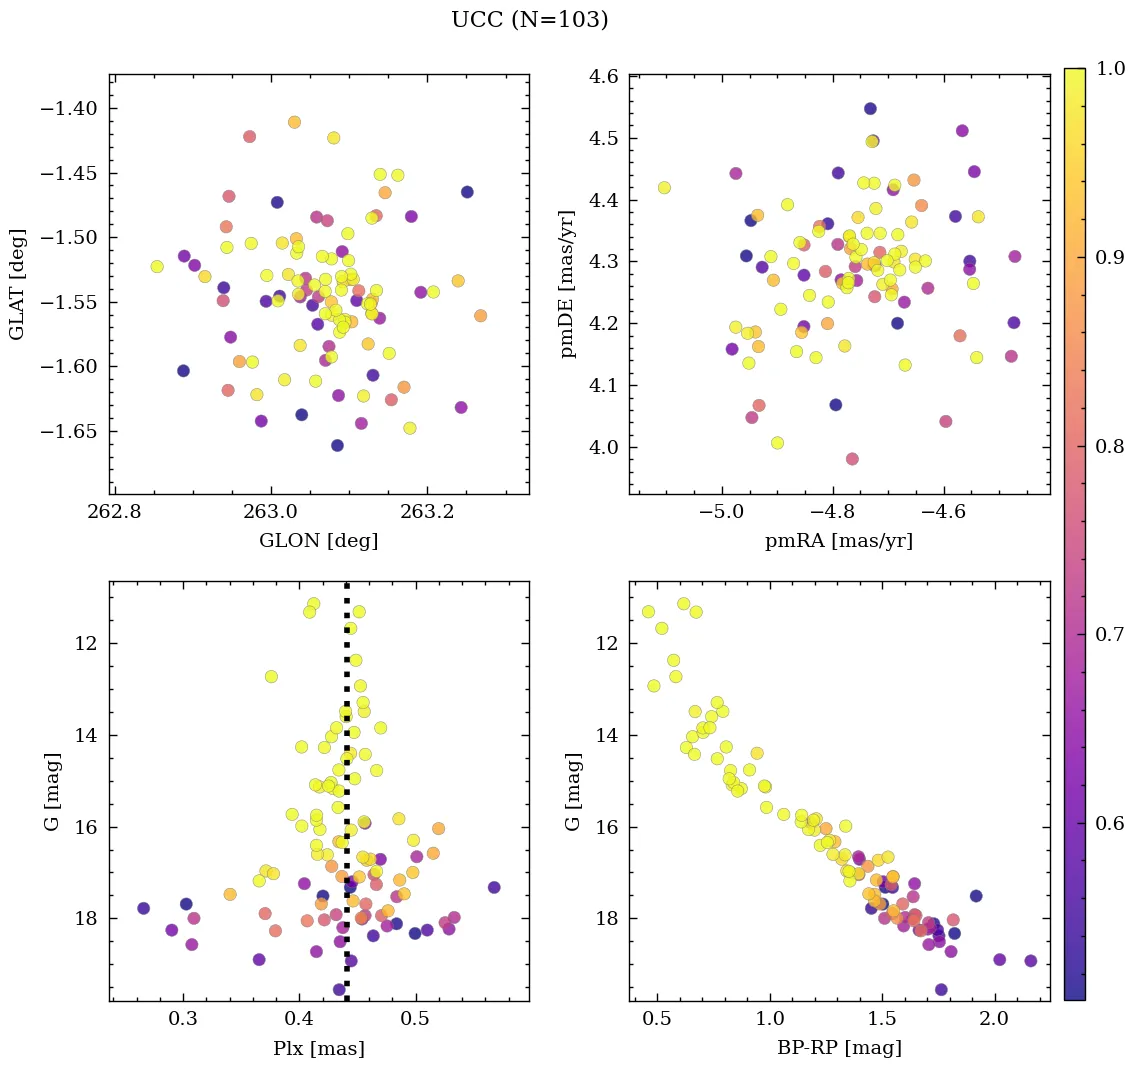 UCC (N=103)
−1.40
−1.45
−1.50
−1.55
−1.60
−1.65
GLAT [deg]
262.8 263.0 263.2
GLON [deg]
4.6
4.5
4.4
4.3
4.2
4.1
4.0
pmDE [mas/yr]
−5.0 −4.8 −4.6
pmRA [mas/yr]
1.0
0.9
0.8
0.7
0.6
12
14
16
18
G [mag]
0.3 0.4 0.5
Plx [mas]
12
14
16
18
G [mag]
0.5 1.0 1.5 2.0
BP-RP [mag]